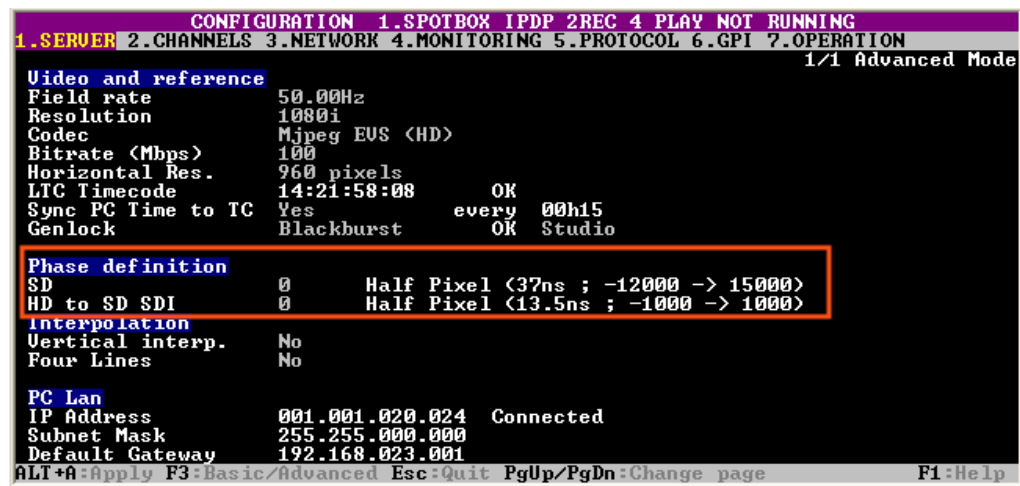 CONFIGURATION 1.SPOTBOX IPDP 2REC 4 PLAY NOT RUNNING
1.SERVER 2.CHANNELS 3.NETWORK 4.MONITORING 5.PROTOCOL 6.GPI 7.OPERATION
1/1 Advanced Mode
Video and reference
Field rate 50.00Hz
Resolution 1080i
Codec Mjpeg EVS (HD)
Bitrate (Mbps) 100
Horizontal Res. 960 pixels
LTC Timecode 14:21:58:08 OK
Sync PC Time to TC Yes every 00h15
Genlock Blackburst OK Studio
Phase definition
SD 0 Half Pixel (37ns ; -12000 -> 15000)
HD to SD SDI 0 Half Pixel (13.5ns ; -1000 -> 1000)
Interpolation
Vertical interp. No
Four Lines No
PC Lan
IP Address 001.001.020.024 Connected
Subnet Mask 255.255.000.000
Default Gateway 192.168.023.001
ALT+A:Apply F3:Basic/Advanced Esc:Quit PgUp/PgDn:Change page F1:Help